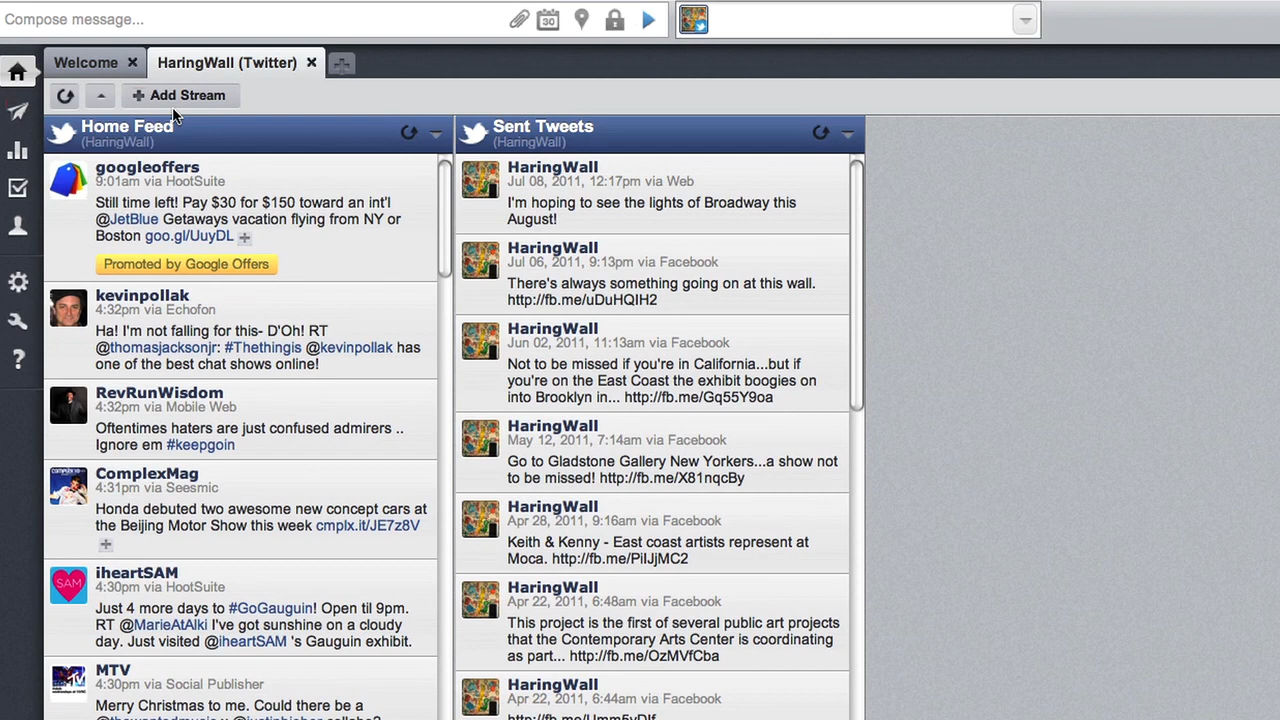 Compose message...
30
Welcome
HaringWall (Twitter)
Add Stream
Home Feed
(HaringWall)
googleoffers
9:01am via HootSuite
Still time left! Pay $30 for $150 toward an int'l
@JetBlue Getaways vacation flying from NY or
Boston goo.gl/UuyDL
Promoted by Google Offers
kevinpollak
4:32pm via Echofon
Ha! I'm not falling for this- D'Oh! RT
@thomasjacksonjr: #Thethingis @kevinpollak has
one of the best chat shows online!
RevRunWisdom
4:32pm via Mobile Web
Oftentimes haters are just confused admirers ..
Ignore em #keepgoin
ComplexMag
4:31pm via Seesmic
Honda debuted two awesome new concept cars at
the Beijing Motor Show this week cmplx.it/JE7z8V
SAM
iheartSAM
4:30pm via HootSuite
Just 4 more days to #GoGauguin! Open til 9pm.
RT @MarieAtAlki I've got sunshine on a cloudy
day. Just visited @iheartSAM 's Gauguin exhibit.
MTV
4:30pm via Social Publisher
Merry Christmas to me. Could there be a
Sent Tweets
(HaringWall)
HaringWall
Jul 08, 2011, 12:17pm via Web
I'm hoping to see the lights of Broadway this
August!
HaringWall
Jul 06, 2011, 9:13pm via Facebook
There's always something going on at this wall.
http://fb.me/uDuHQIH2
HaringWall
Jun 02, 2011, 11:13am via Facebook
Not to be missed if you're in California...but if
you're on the East Coast the exhibit boogies on
into Brooklyn in... http://fb.me/Gq55Y9oa
HaringWall
May 12, 2011, 7:14am via Facebook
Go to Gladstone Gallery New Yorkers...a show not
to be missed! http://fb.me/X81nqcBy
HaringWall
Apr 28, 2011, 9:16am via Facebook
Keith & Kenny - East coast artists represent at
Moca. http://fb.me/PiIJjMC2
HaringWall
Apr 22, 2011, 6:48am via Facebook
This project is the first of several public art projects
that the Contemporary Arts Center is coordinating
as part... http://fb.me/OzMVfCba
HaringWall
Apr 22, 2011, 6:44am via Facebook